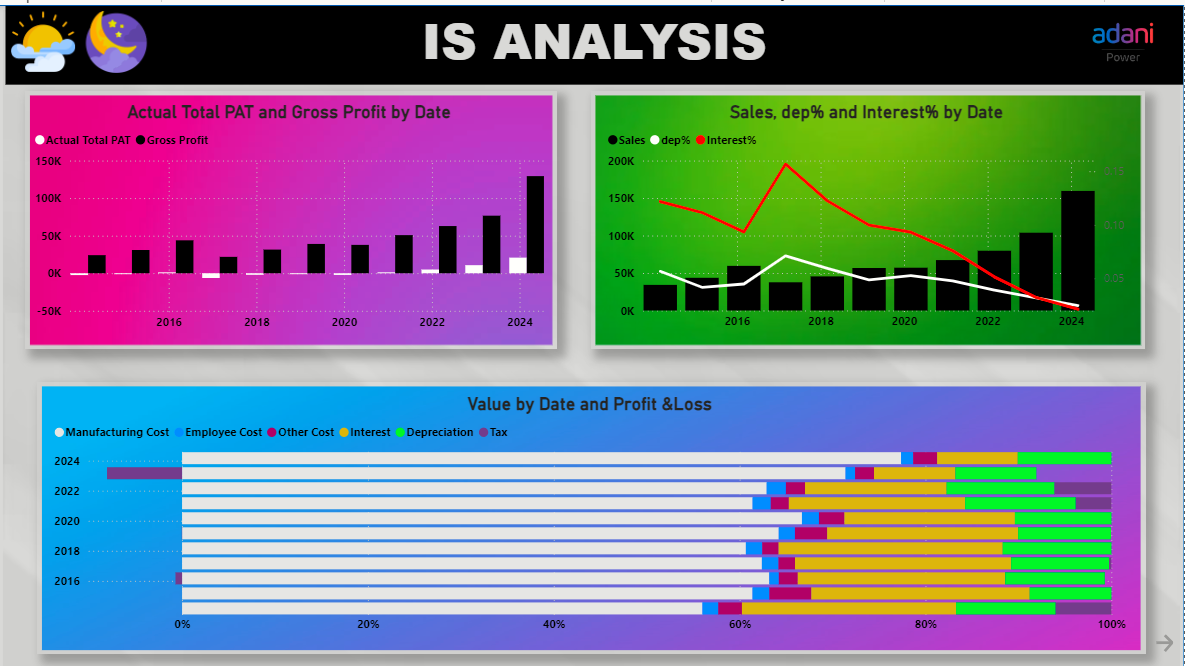 IS ANALYSIS
adani
Power
Actual Total PAT and Gross Profit by Date
Actual Total PAT Gross Profit
150K
100K
50K
0K
-50K
2016 2018 2020 2022 2024
Sales, dep% and Interest% by Date
Sales dep% Interest%
200K
150K
100K
50K
0K
0.15
0.10
0.05
2016 2018 2020 2022 2024
Value by Date and Profit &Loss
Manufacturing Cost Employee Cost Other Cost Interest Depreciation Tax
2024
2022
2020
2018
2016
0% 20% 40% 60% 80% 100%